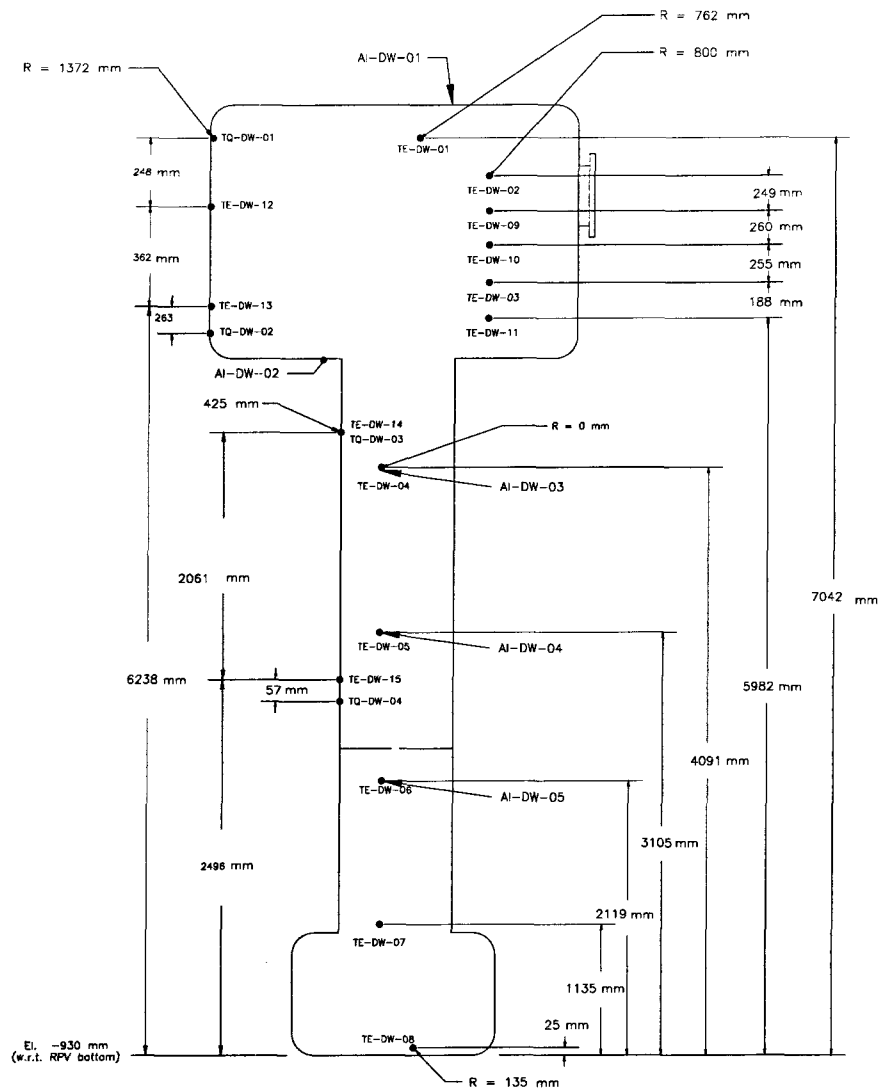 R = 762 mm
R = 800 mm
AI-DW-01
R = 1372 mm
TQ-DW-01
TE-DW-01
248 mm
TE-DW-02
249 mm
TE-DW-12
TE-DW-09
260 mm
362 mm
TE-DW-10
255 mm
TE-DW-03
188 mm
TE-DW-13
263
TQ-DW-02
TE-DW-11
AI-DW-02
425 mm
TE-DW-14
TQ-DW-03
R = 0 mm
TE-DW-04
AI-DW-03
2061 mm
7042 mm
TE-DW-05
AI-DW-04
6238 mm
57 mm
TE-DW-15
TQ-DW-04
5982 mm
4091 mm
TE-DW-06
AI-DW-05
3105 mm
2496 mm
2119 mm
TE-DW-07
1135 mm
25 mm
TE-DW-08
El. -930 mm
(w.r.t. RPV bottom)
R = 135 mm